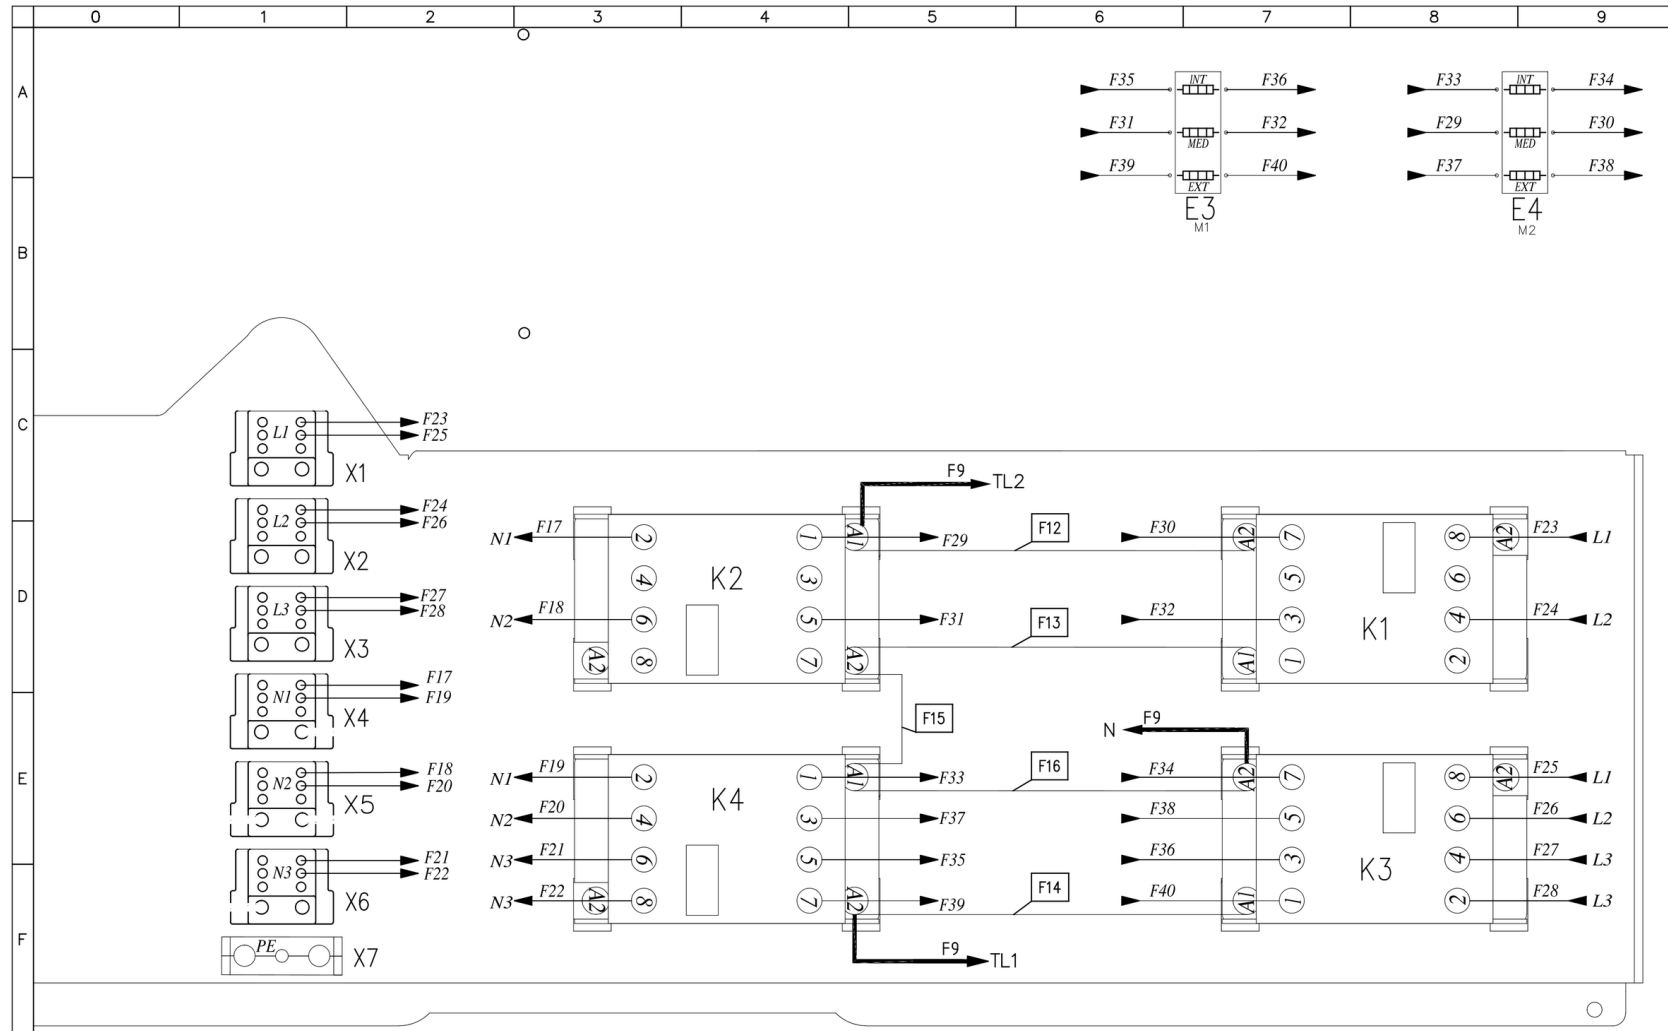 0 1 2 3 4 5 6 7 8 9
A
F35 INT F36 F33 INT F34
F31 MED F32 F29 MED F30
F39 EXT F40 F37 EXT F38
E3 E4
M1 M2
B
C
L1 F23
F25
X1
F9 TL2
L2 F24
F26
X2
N1 F17 2 1 A1 F29 F12 F30 A2 7 8 A2 F23 L1
D
4 3 5 6
K2 K1
L3 F27
F28
X3
N2 F18 6 5 F31 F13 F32 3 4 F24 L2
A2 8 7 A2 A1 1 2
N1 F17
F19
X4
F15
N F9
E
N2 F18
F20
X5
N1 F19 2 1 A1 F33 F16 F34 A2 7 8 A2 F25 L1
K4 K3
N2 F20 4 3 F37 F38 5 6 F26 L2
N3 F21 6 5 F35 F36 3 4 F27 L3
N3 F21
F22
X6
N3 F22 A2 8 7 A2 F39 F14 F40 A1 1 2 F28 L3
F
PE X7
F9 TL1